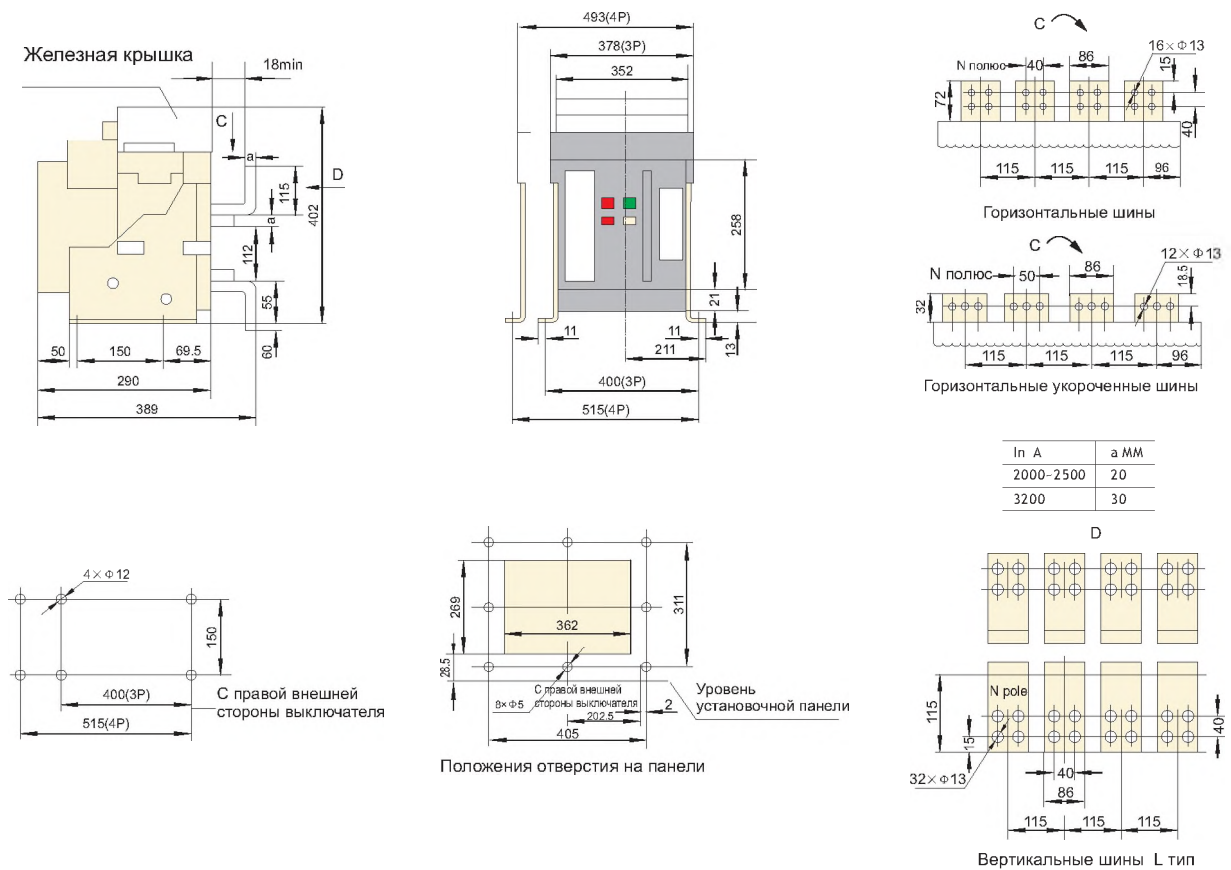 Железная крышка
18min
C
a
115
D
402
a
112
55
60
50
150
69.5
290
389
493(4P)
378(3P)
352
258
21
11
11
13
211
400(3P)
515(4P)
C
16×Ф13
N полюс
40
86
15
72
40
115
115
115
96
Горизонтальные шины
C
12×Ф13
N полюс
50
86
18.5
32
115
115
115
96
Горизонтальные укороченные шины
In A
a MM
2000-2500
20
3200
30
4×Ф12
150
400(3P)
515(4P)
С правой внешней
стороны выключателя
269
362
311
28.5
8×Ф5
С правой внешней
стороны выключателя
202.5
2
405
Уровень
установочной панели
Положения отверстия на панели
D
N pole
115
15
40
32×Ф13
40
86
115
115
115
Вертикальные шины L тип